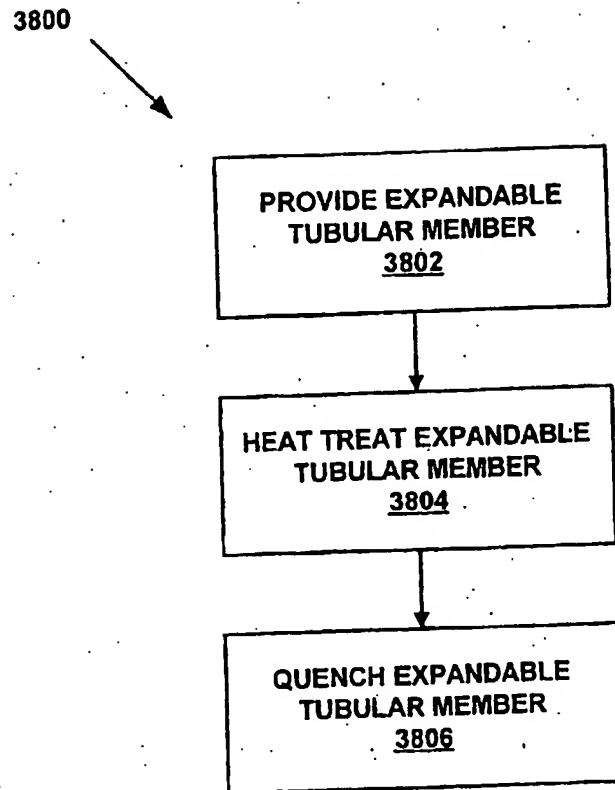 3800
PROVIDE EXPANDABLE
TUBULAR MEMBER
3802
HEAT TREAT EXPANDABLE
TUBULAR MEMBER
3804
QUENCH EXPANDABLE
TUBULAR MEMBER
3806